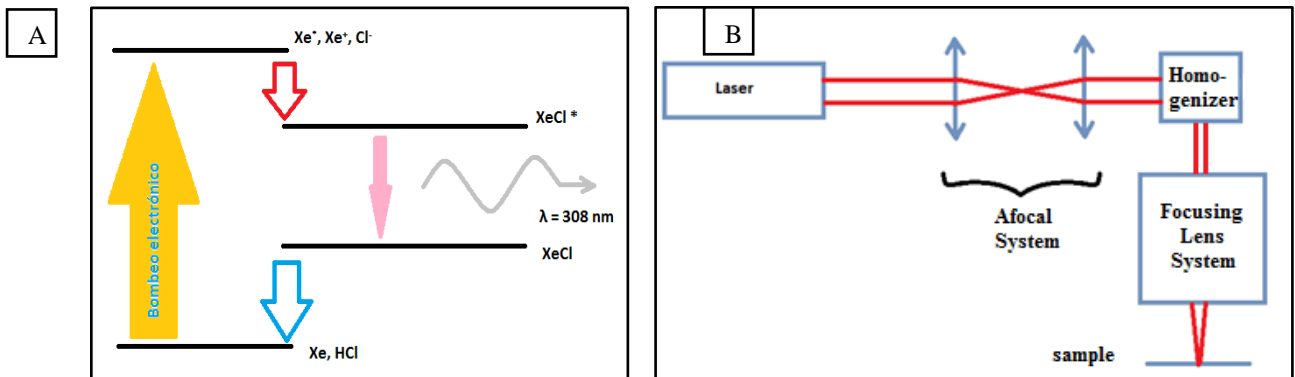 A
Xe*, Xe⁺, Cl⁻
XeCl *
Bombeo electrónico
λ = 308 nm
XeCl
Xe, HCl
B
Laser
Homo-
genizer
Afocal
System
Focusing
Lens
System
sample